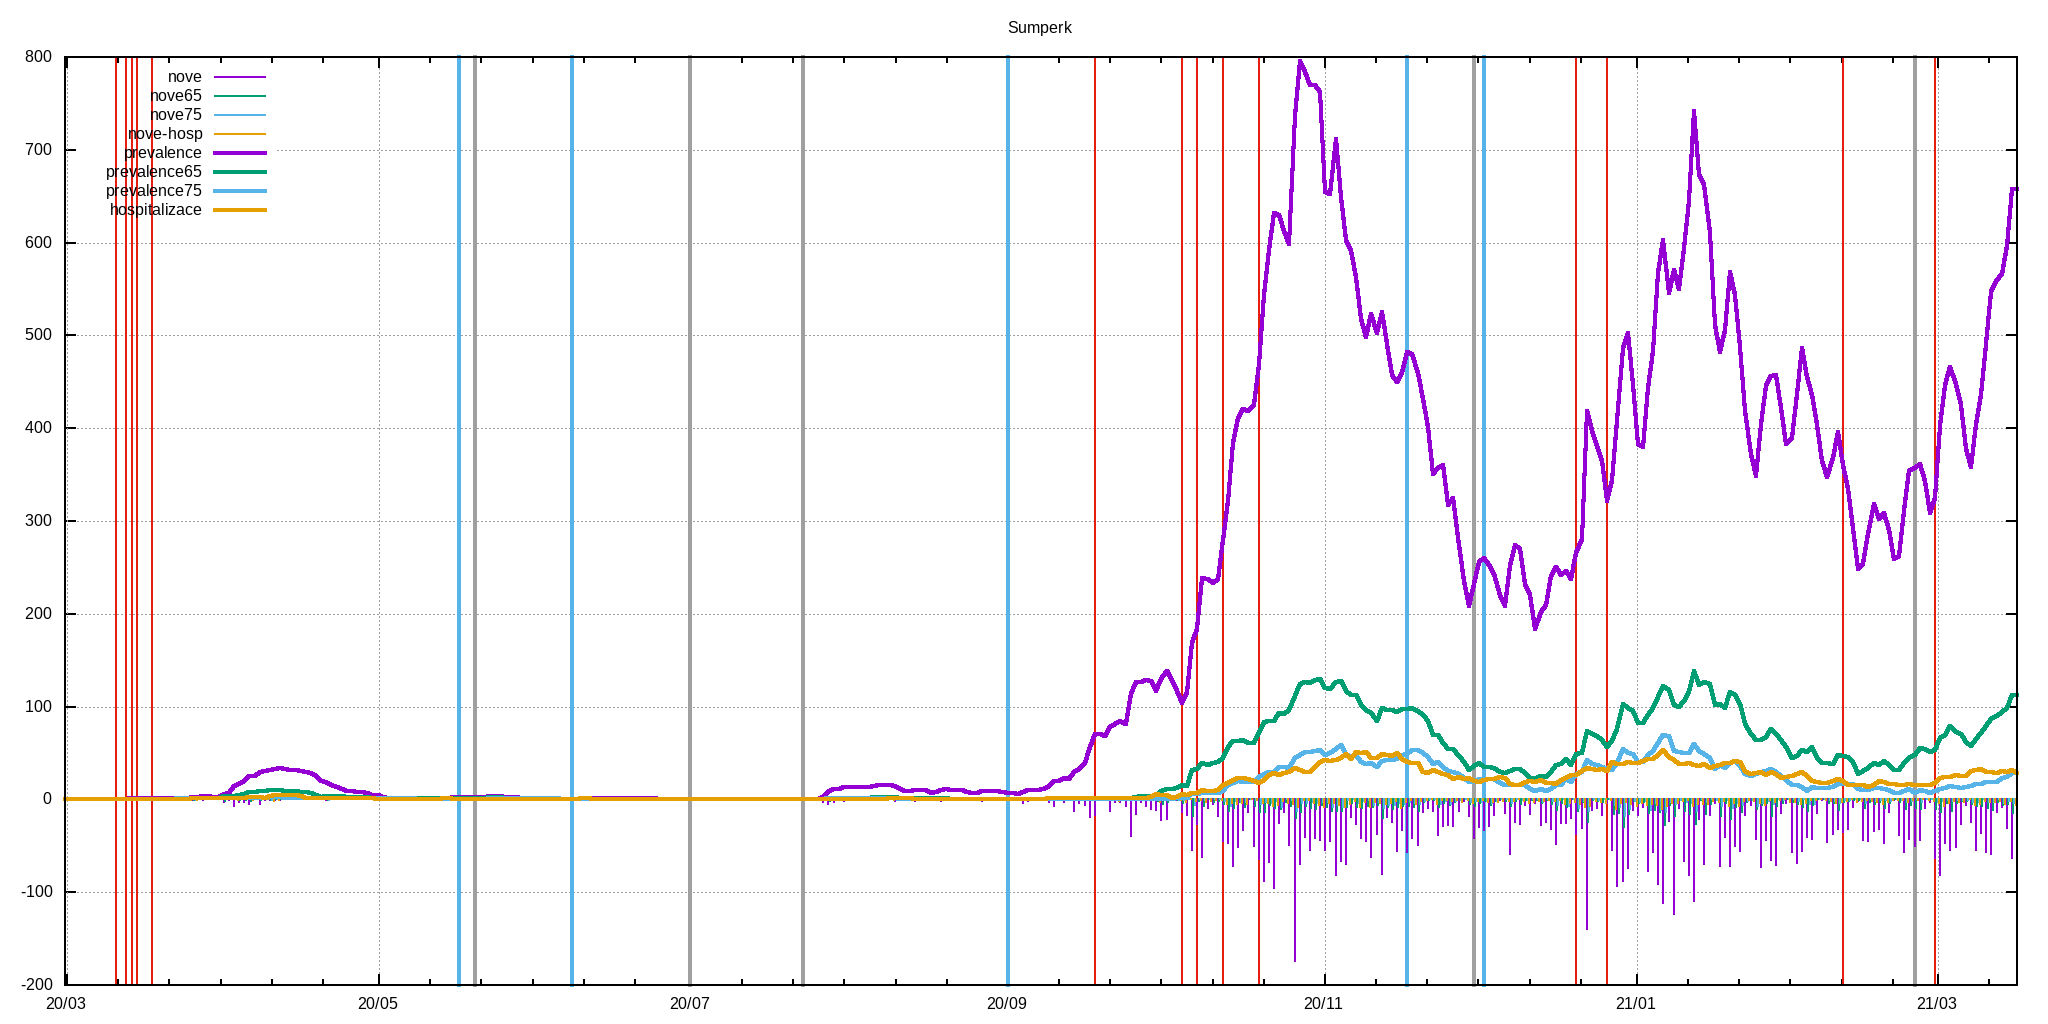 Sumperk
800
700
600
500
400
300
200
100
0
-100
-200
nove
nove65
nove75
nove-hosp
prevalence
prevalence65
prevalence75
hospitalizace
20/03
20/05
20/07
20/09
20/11
21/01
21/03